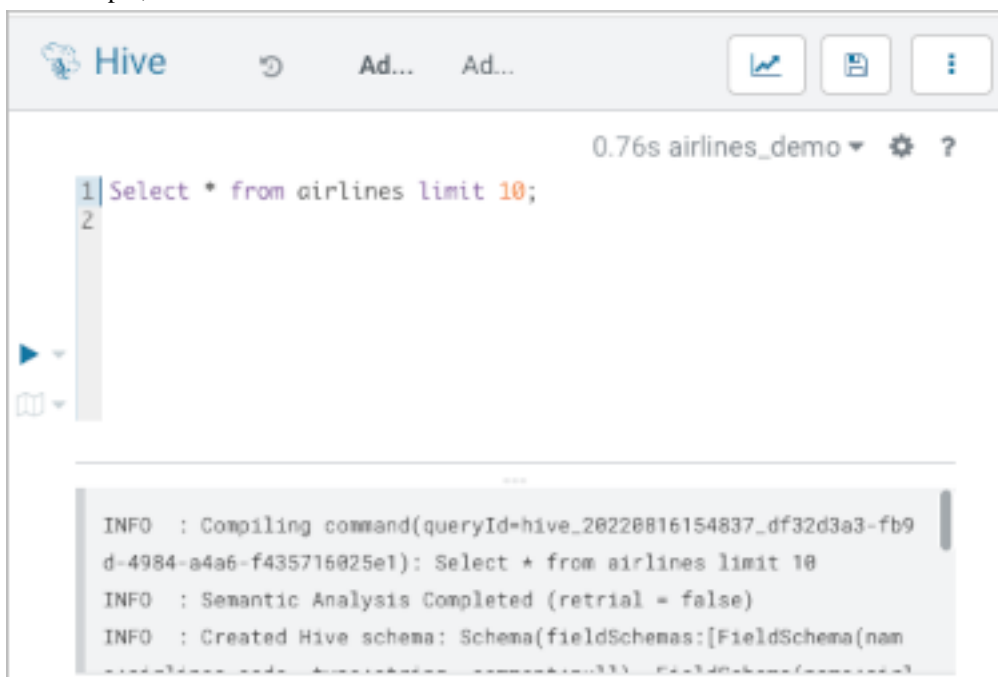 Hive Ad... Ad...
0.76s airlines_demo ?
1 Select * from airlines limit 10;
2
INFO : Compiling command(queryId=hive_20220816154837_df32d3a3-fb9
d-4984-a4a6-f435716025e1): Select * from airlines limit 10
INFO : Semantic Analysis Completed (retrial = false)
INFO : Created Hive schema: Schema(fieldSchemas:[FieldSchema(nam